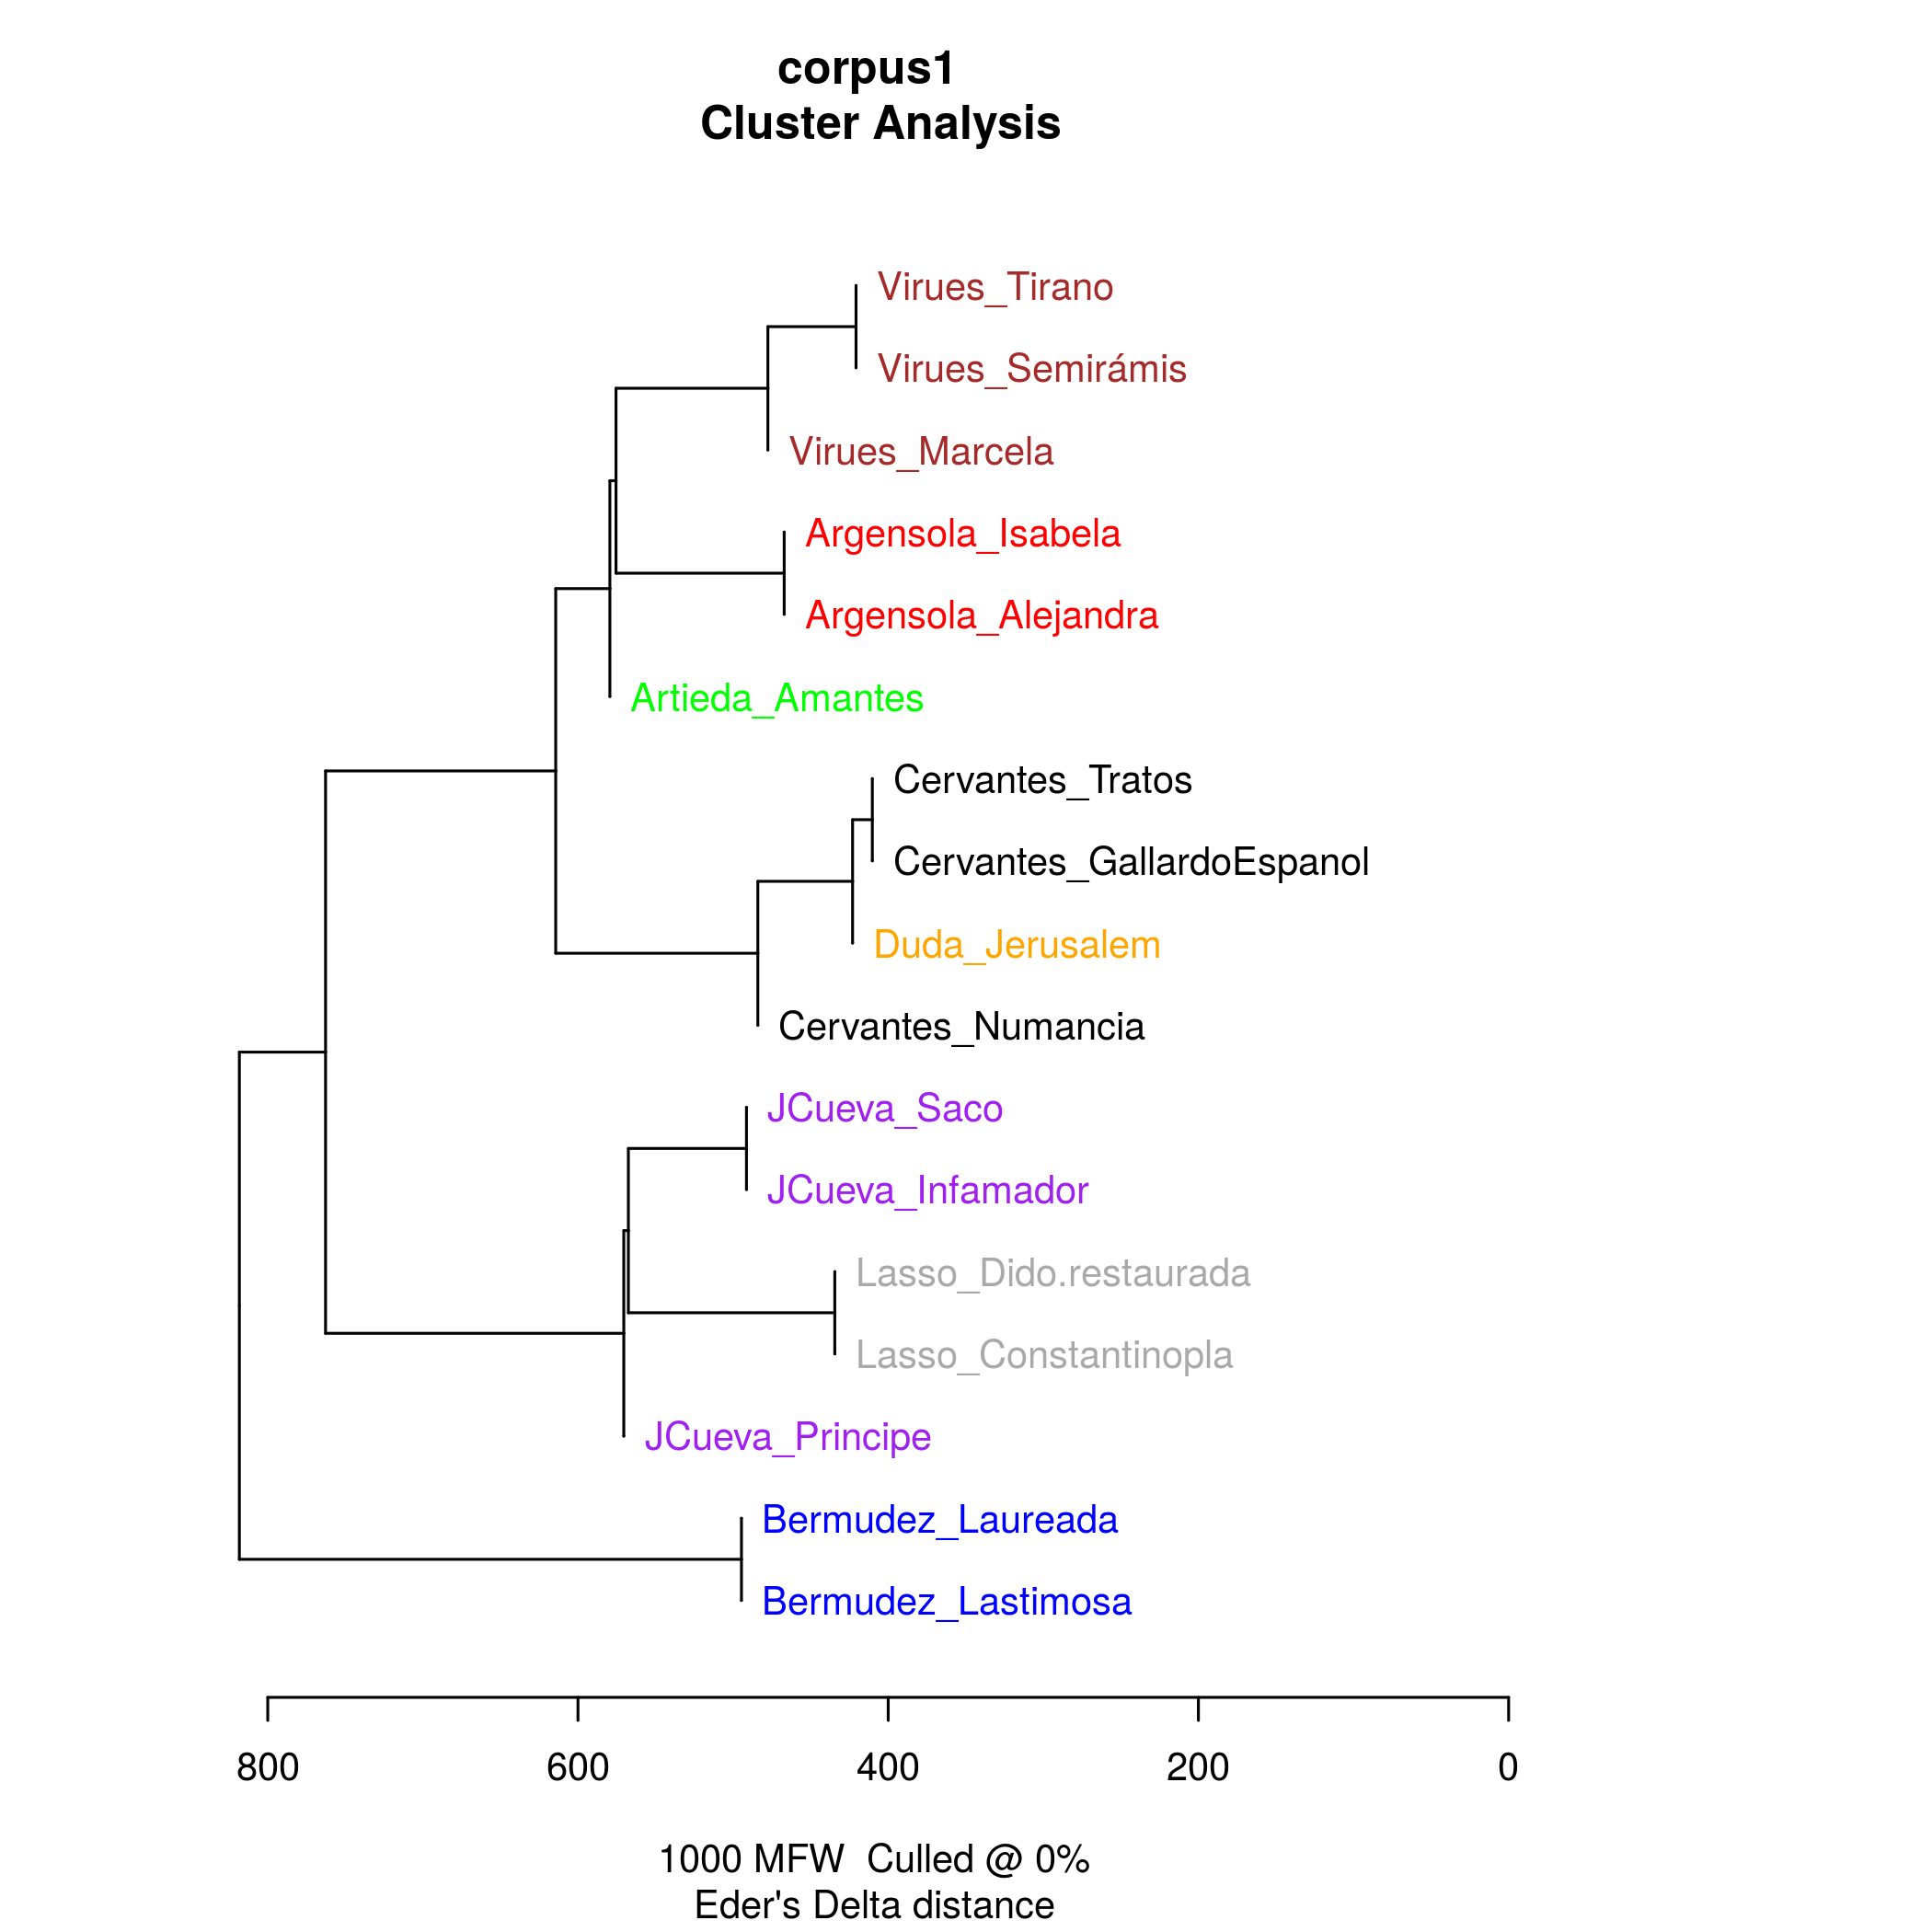 corpus1
Cluster Analysis
Virues_Tirano
Virues_Semirámis
Virues_Marcela
Argensola_Isabela
Argensola_Alejandra
Artieda_Amantes
Cervantes_Tratos
Cervantes_GallardoEspanol
Duda_Jerusalem
Cervantes_Numancia
JCueva_Saco
JCueva_Infamador
Lasso_Dido.restaurada
Lasso_Constantinopla
JCueva_Principe
Bermudez_Laureada
Bermudez_Lastimosa
800 600 400 200 0
1000 MFW  Culled @ 0%
Eder's Delta distance